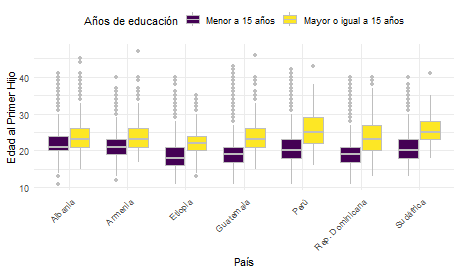 Años de educación Menor a 15 años Mayor o igual a 15 años
Edad al Primer Hijo
40
30
20
10
Albania Armenia Etiopía Guatemala Perú Rep. Dominicana Sudáfrica
País